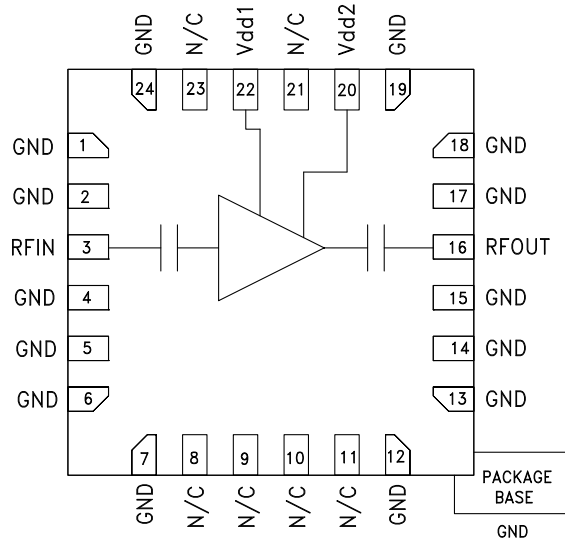 GND N/C Vdd1 N/C Vdd2 GND
24 23 22 21 20 19
GND 1 18 GND
GND 2 17 GND
RFIN 3 16 RFOUT
GND 4 15 GND
GND 5 14 GND
GND 6 13 GND
7 8 9 10 11 12
GND N/C N/C N/C N/C GND
PACKAGE
BASE
GND